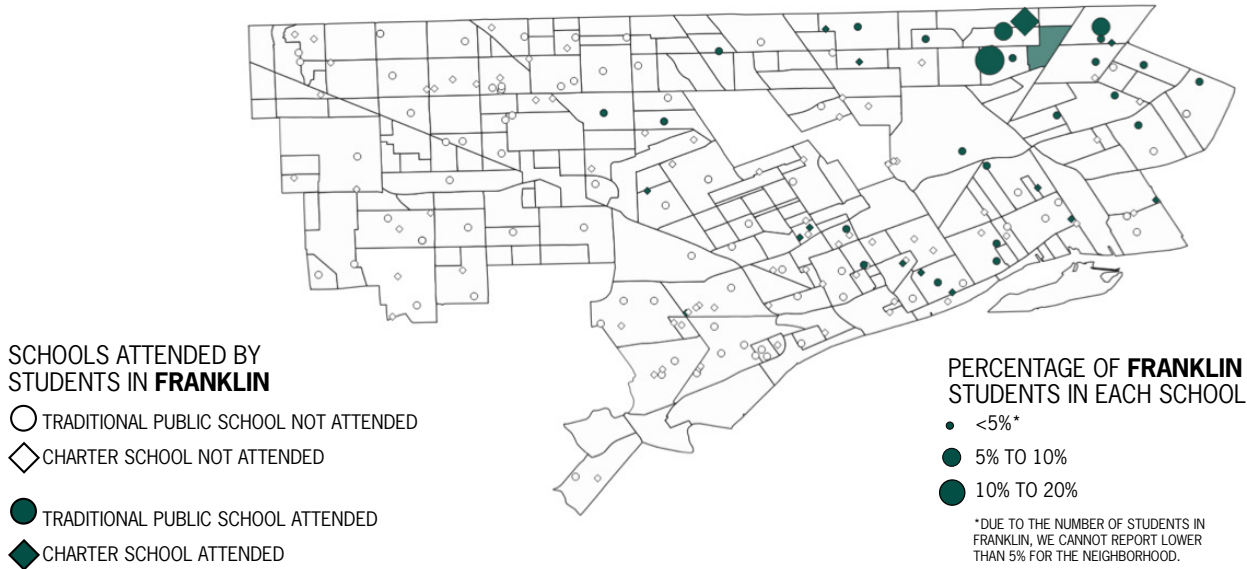 SCHOOLS ATTENDED BY
STUDENTS IN FRANKLIN
TRADITIONAL PUBLIC SCHOOL NOT ATTENDED
CHARTER SCHOOL NOT ATTENDED
TRADITIONAL PUBLIC SCHOOL ATTENDED
CHARTER SCHOOL ATTENDED
PERCENTAGE OF FRANKLIN
STUDENTS IN EACH SCHOOL
<5%*
5% TO 10%
10% TO 20%
*DUE TO THE NUMBER OF STUDENTS IN
FRANKLIN, WE CANNOT REPORT LOWER
THAN 5% FOR THE NEIGHBORHOOD.